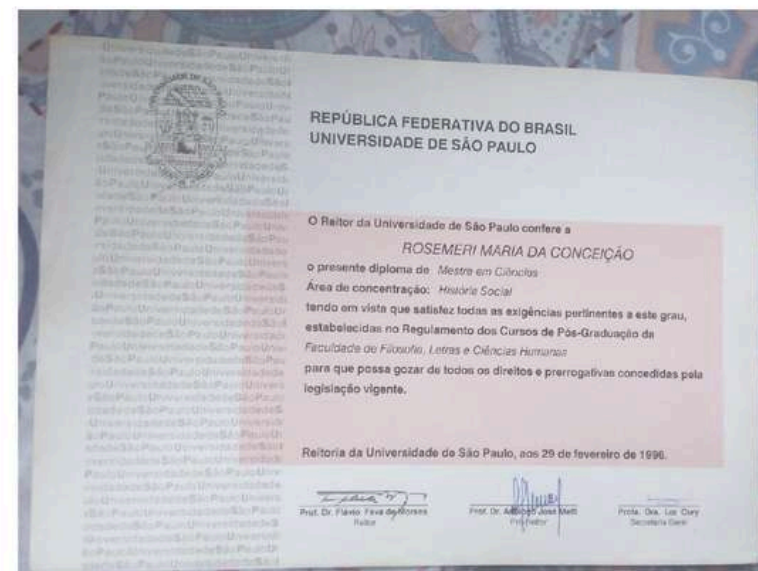 REPÚBLICA FEDERATIVA DO BRASIL
UNIVERSIDADE DE SÃO PAULO
O Reitor da Universidade de São Paulo confere a
ROSEMERI MARIA DA CONCEIÇÃO
o presente diploma de Mestre em Ciências
Área de concentração: História Social
tendo em vista que satisfez todas as exigências pertinentes a este grau,
estabelecidas no Regulamento dos Cursos de Pós-Graduação da
Faculdade de Filosofia, Letras e Ciências Humanas
para que possa gozar de todos os direitos e prerrogativas concedidas pela
legislação vigente.
Reitoria da Universidade de São Paulo, aos 29 de fevereiro de 1996.
Prof. Dr. Flávio Fava de Moraes
Reitor
Prof. Dr. José
Profa. Dra. Lor Cury
Secretária Geral